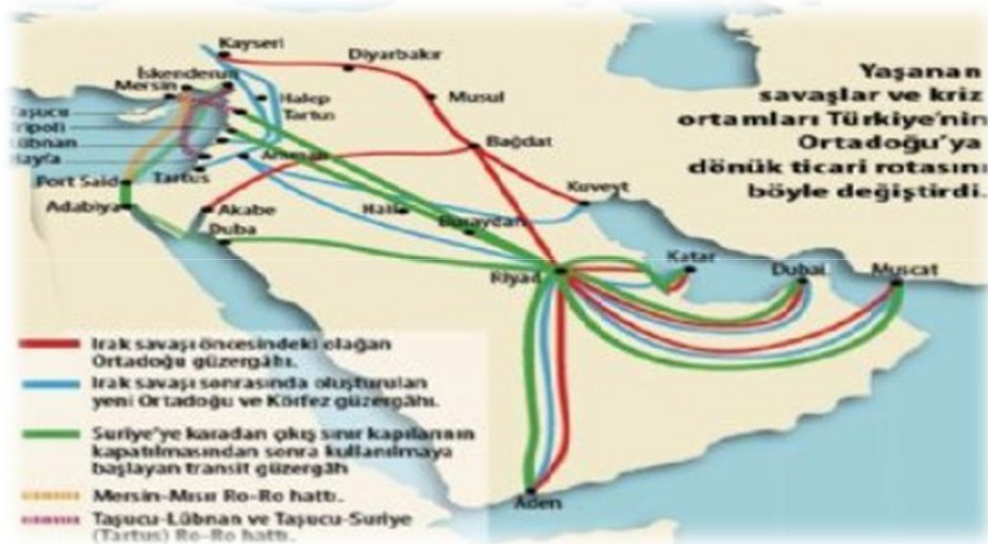 Kayseri
Diyarbakır
İskenderun
Mersin
Halep
Musul
Tartus
Taşucu
Tripoli
Lübnan
Hayfa
Bağdat
Amman
Port Said
Tartus
Kuveyt
Adabiya
Akabe
Duba
Buraydah
Riyad
Katar
Dubai
Muscat
Aden
Yaşanan
savaşlar ve kriz
ortamları Türkiye'nin
Ortadoğu'ya
dönük ticari rotasını
böyle değiştirdi.
Irak savaşı öncesindeki olağan
Ortadoğu güzergâhı.
Irak savaşı sonrasında oluşturulan
yeni Ortadoğu ve Körfez güzergâhı.
Suriye'ye karadan çıkış sınır kapılarının
kapatılmasından sonra kullanılmaya
başlayan transit güzergâh
Mersin-Mısır Ro-Ro hattı.
Taşucu-Lübnan ve Taşucu-Suriye
(Tartus) Ro-Ro hattı.